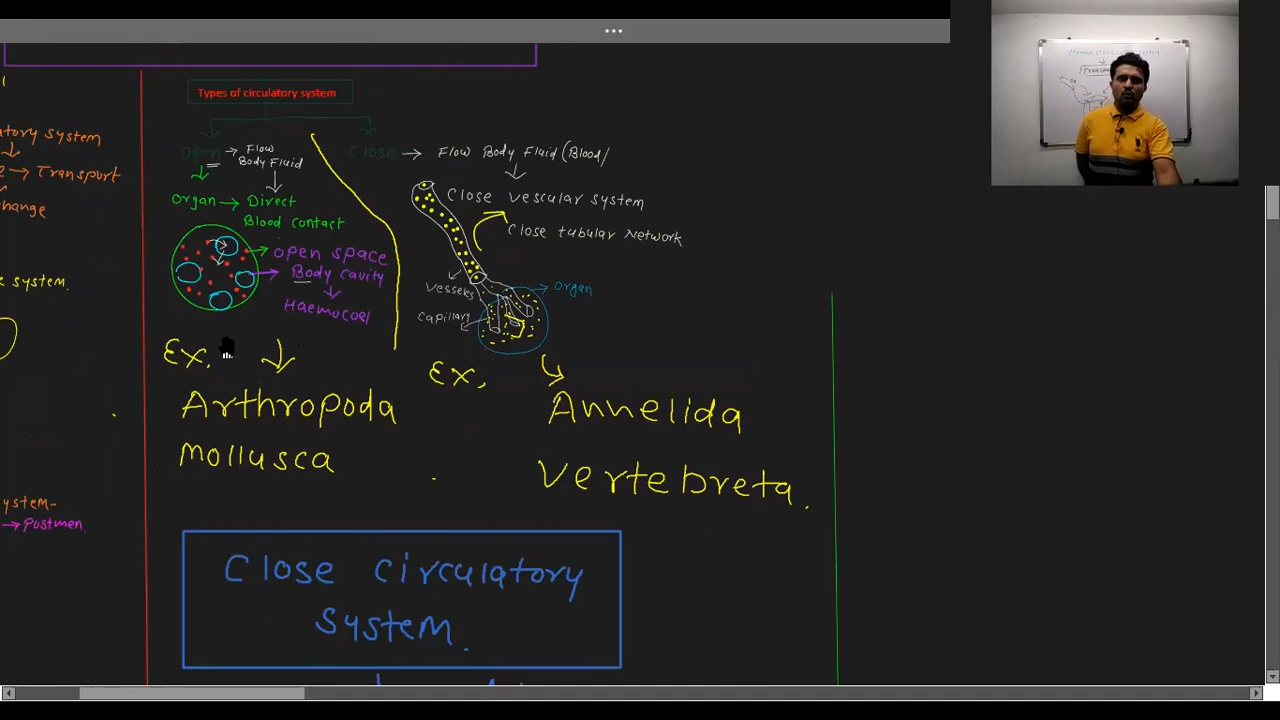 atory system
→ Transport
change
e system.
ystem-
→ Postmen.
Types of circulatory system
Open → Flow
Body Fluid
Organ → Direct
Blood contact
→ open space
→ Body cavity
Haemocoel
Ex.
Arthropoda
Mollusca
Close → Flow Body Fluid (Blood/
Close vescular system
Close tubular Network
Vessels
→ organ
Capillary
Ex.
Annelida
Vertebreta.
Close circulatory
system.